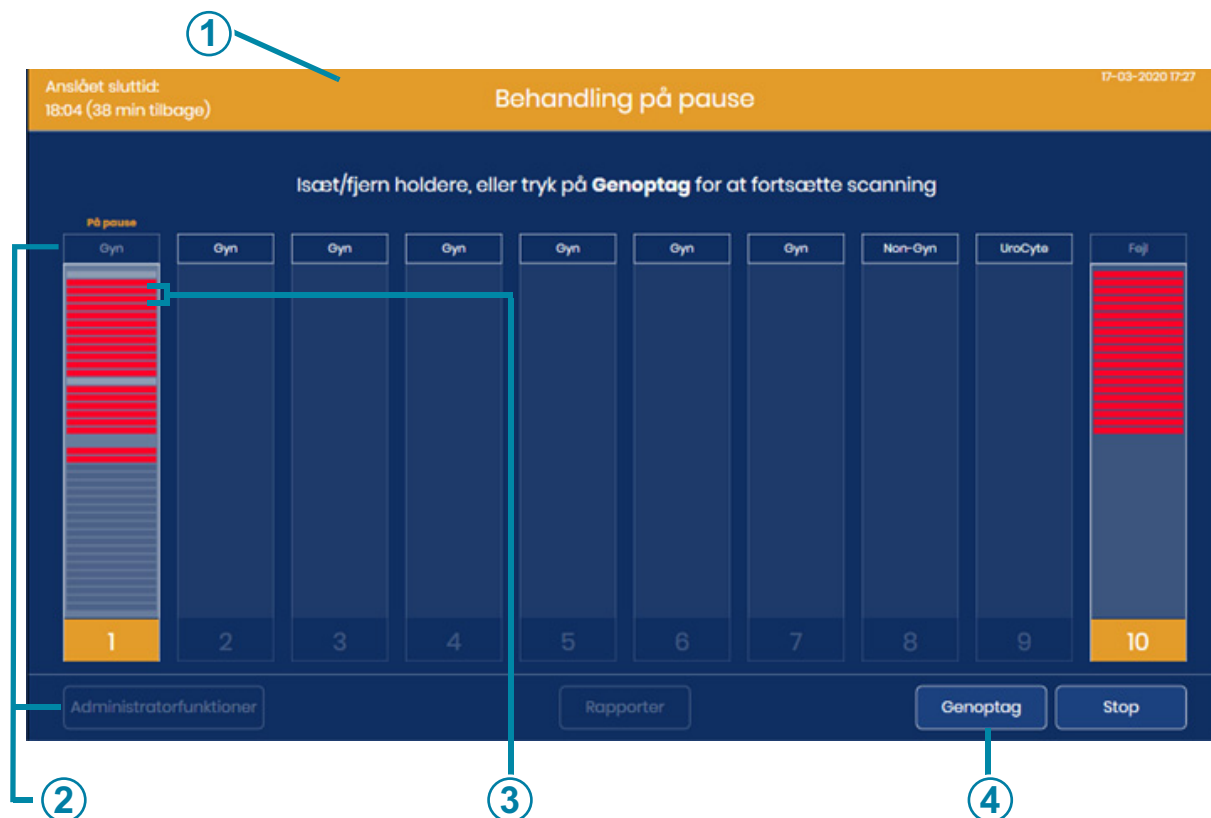 1
Anslået sluttid:
18:04 (38 min tilbage)
Behandling på pause
17-03-2020 17:27
Isæt/fjern holdere, eller tryk på Genoptag for at fortsætte scanning
På pause
Gyn Gyn Gyn Gyn Gyn Gyn Gyn Non-Gyn UroCyte Fejl
1 2 3 4 5 6 7 8 9 10
Administratorfunktioner Rapporter Genoptag Stop
2 3 4